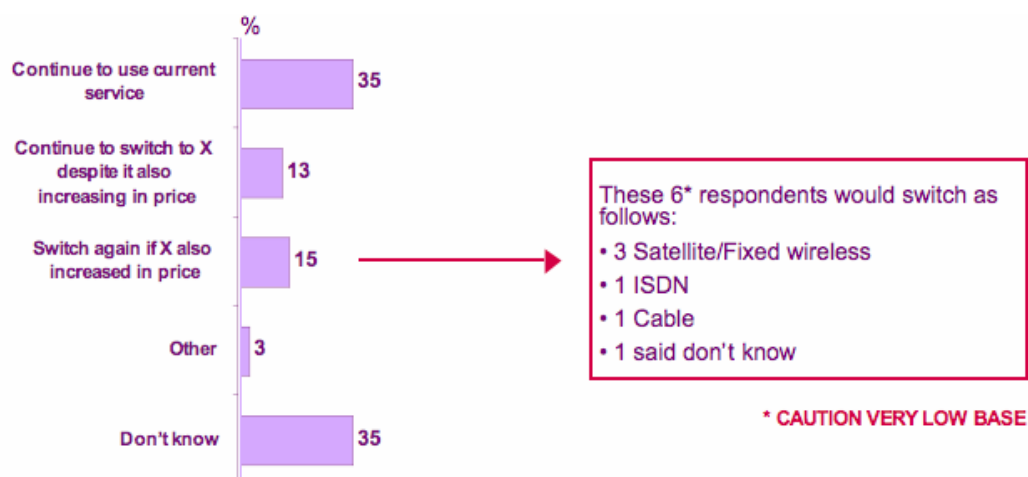 %
Continue to use current
service
35
Continue to switch to X
despite it also
increasing in price
13
Switch again if X also
increased in price
15
Other
3
Don't know
35
These 6* respondents would switch as
follows:
• 3 Satellite/Fixed wireless
• 1 ISDN
• 1 Cable
• 1 said don't know
* CAUTION VERY LOW BASE